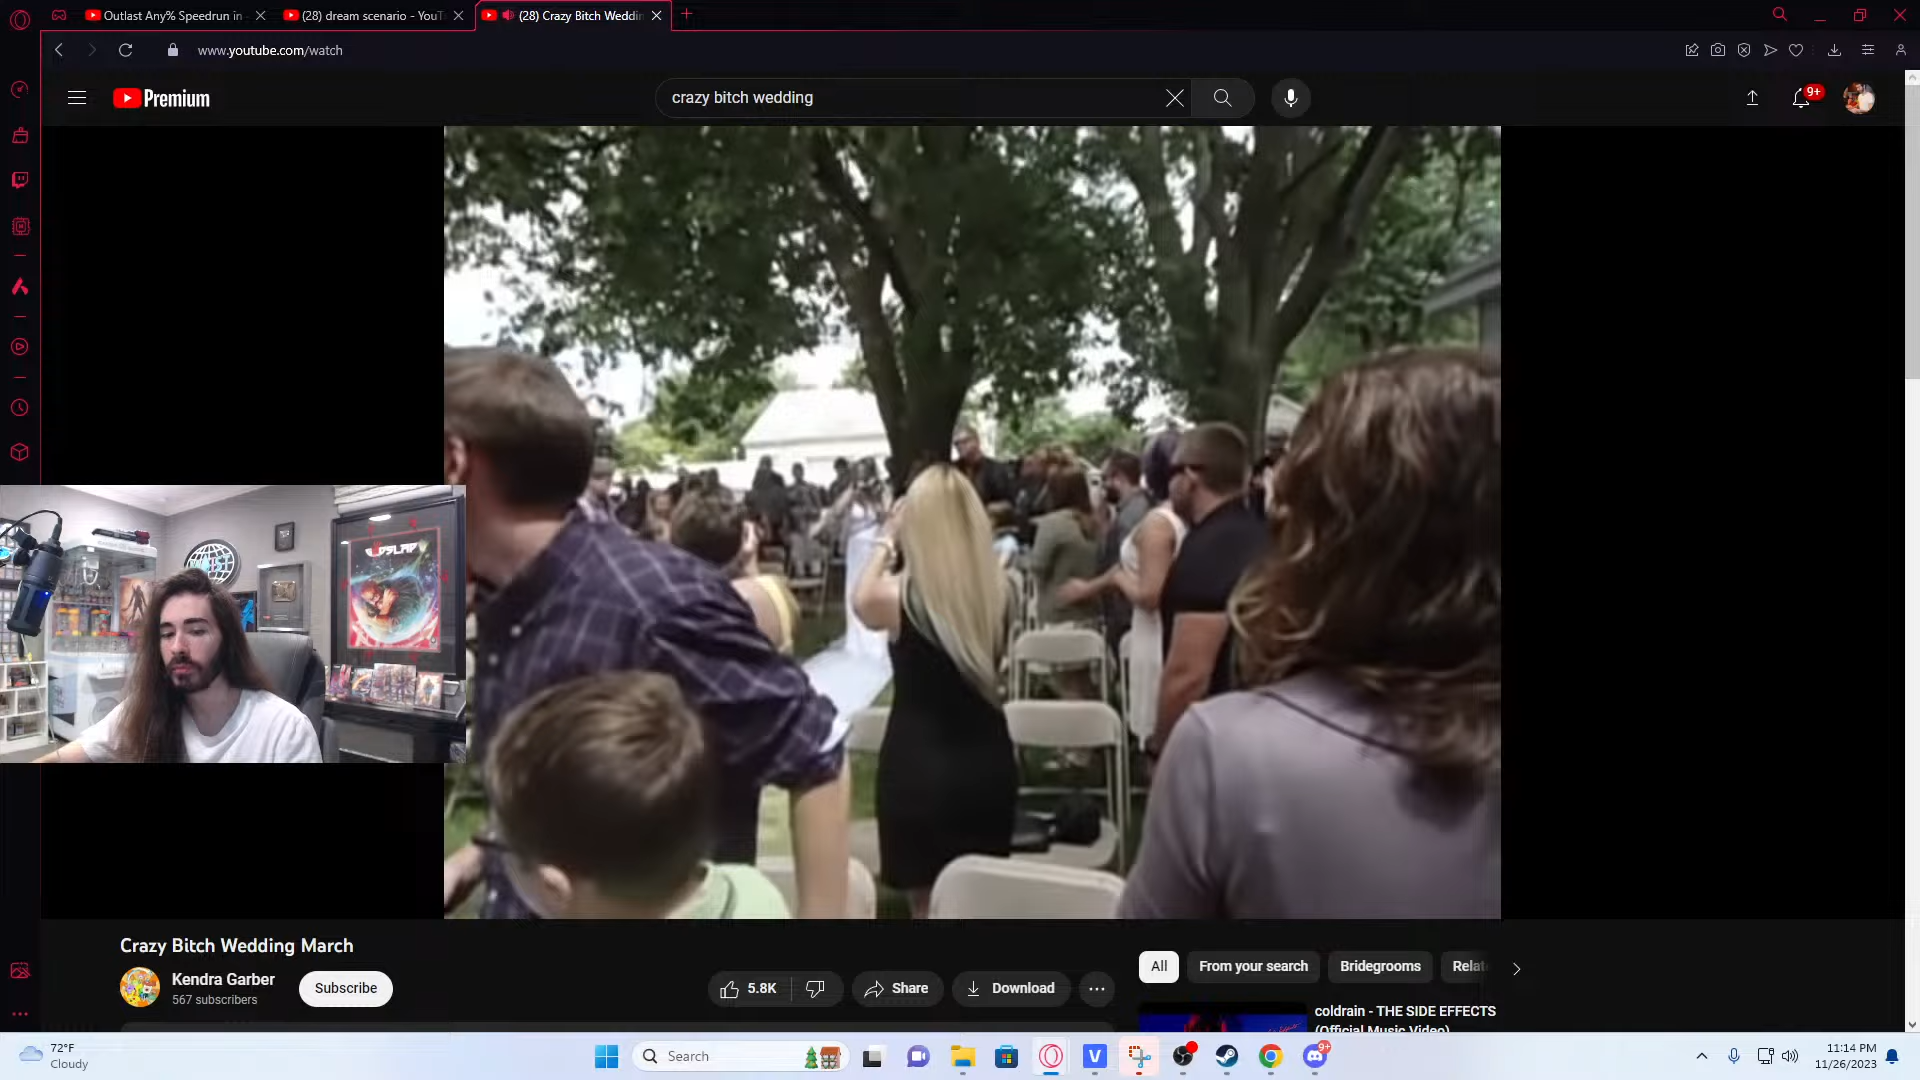 Outlast Any% Speedrun in
(28) dream scenario - YouT
(28) Crazy Bitch Weddin
www.youtube.com/watch
Premium
crazy bitch wedding
9+
Crazy Bitch Wedding March
Kendra Garber
567 subscribers
Subscribe
5.8K
Share
Download
All
From your search
Bridegrooms
Relat
coldrain - THE SIDE EFFECTS
(Official Music Video)
72°F
Cloudy
Search
V
9+
11:14 PM
11/26/2023